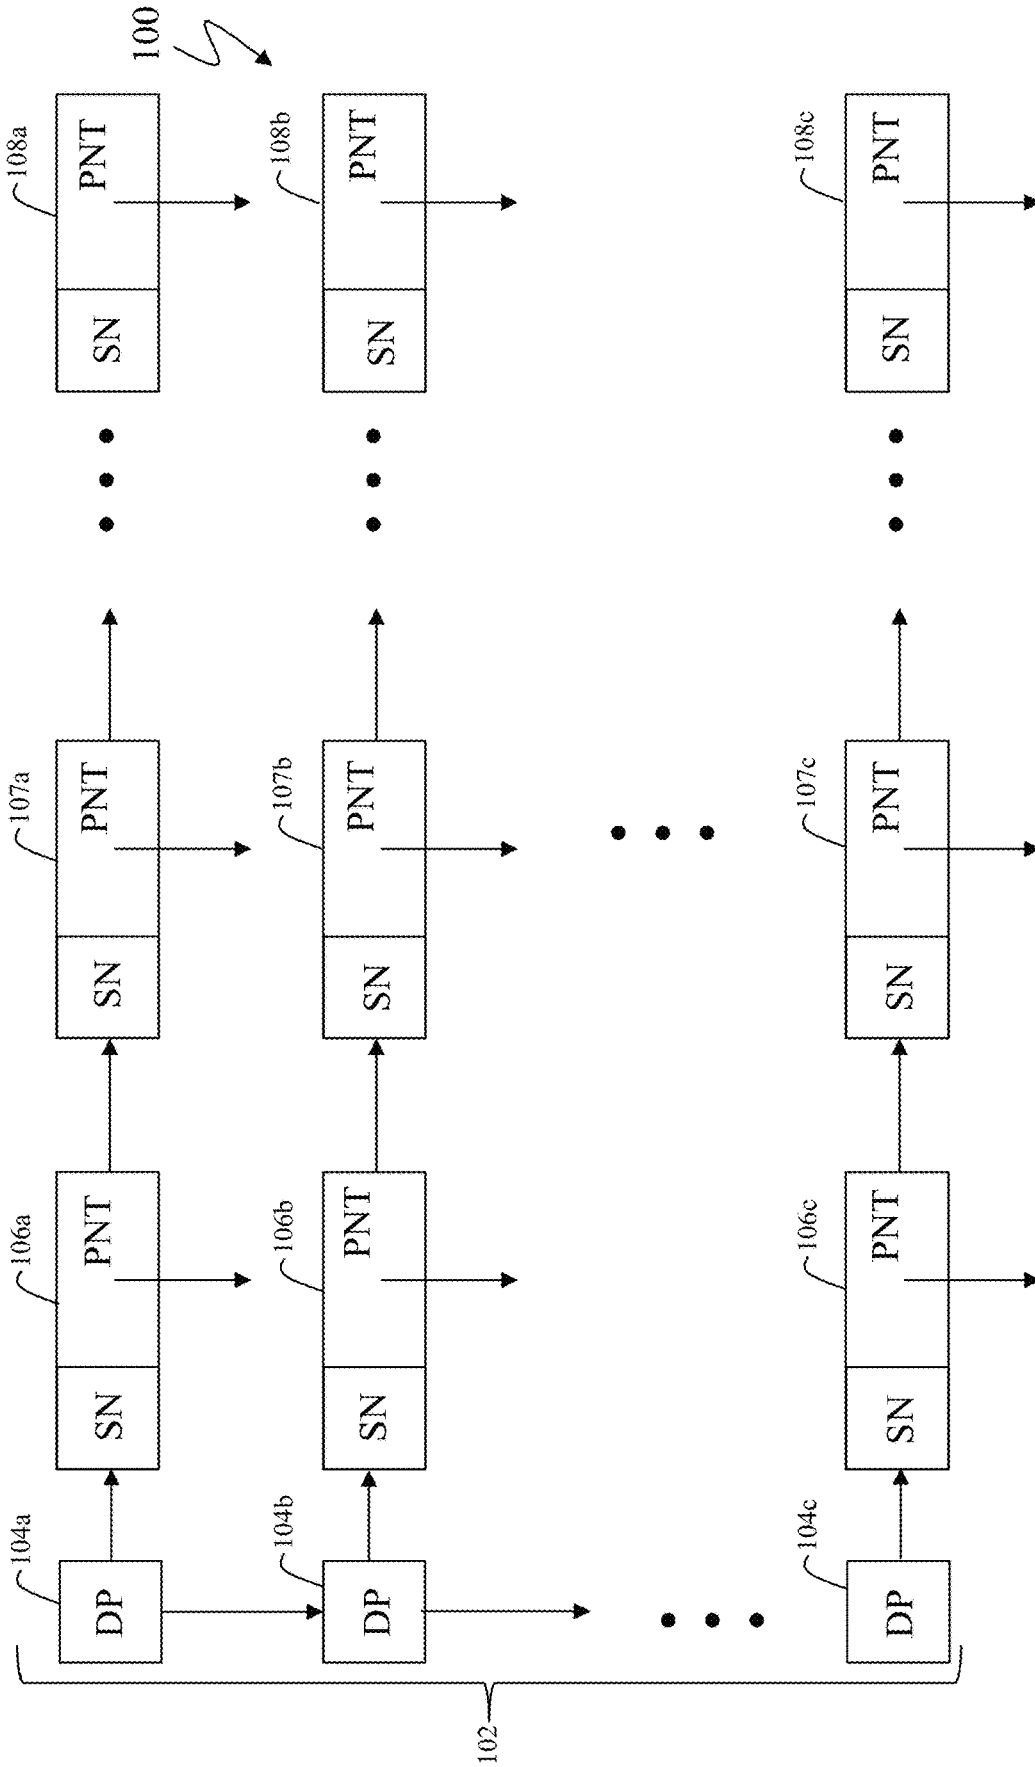 100
108a
108b
108c
SN PNT
SN PNT
SN PNT
107a
107b
107c
SN PNT
SN PNT
SN PNT
106a
106b
106c
SN PNT
SN PNT
SN PNT
104a
104b
104c
DP
DP
DP
102